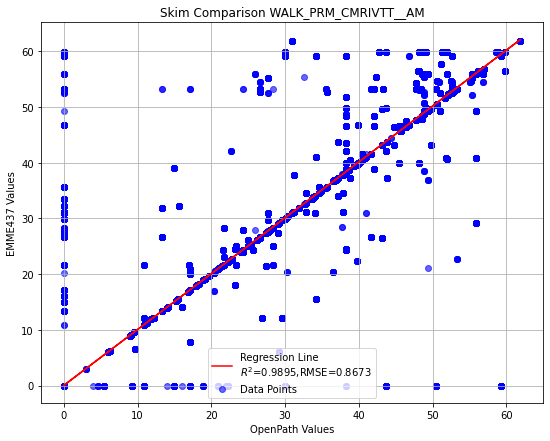 Skim Comparison WALK_PRM_CMRIVTT__AM
EMME437 Values
60
50
40
30
20
10
0
Regression Line
R²=0.9895,RMSE=0.8673
Data Points
0 10 20 30 40 50 60
OpenPath Values